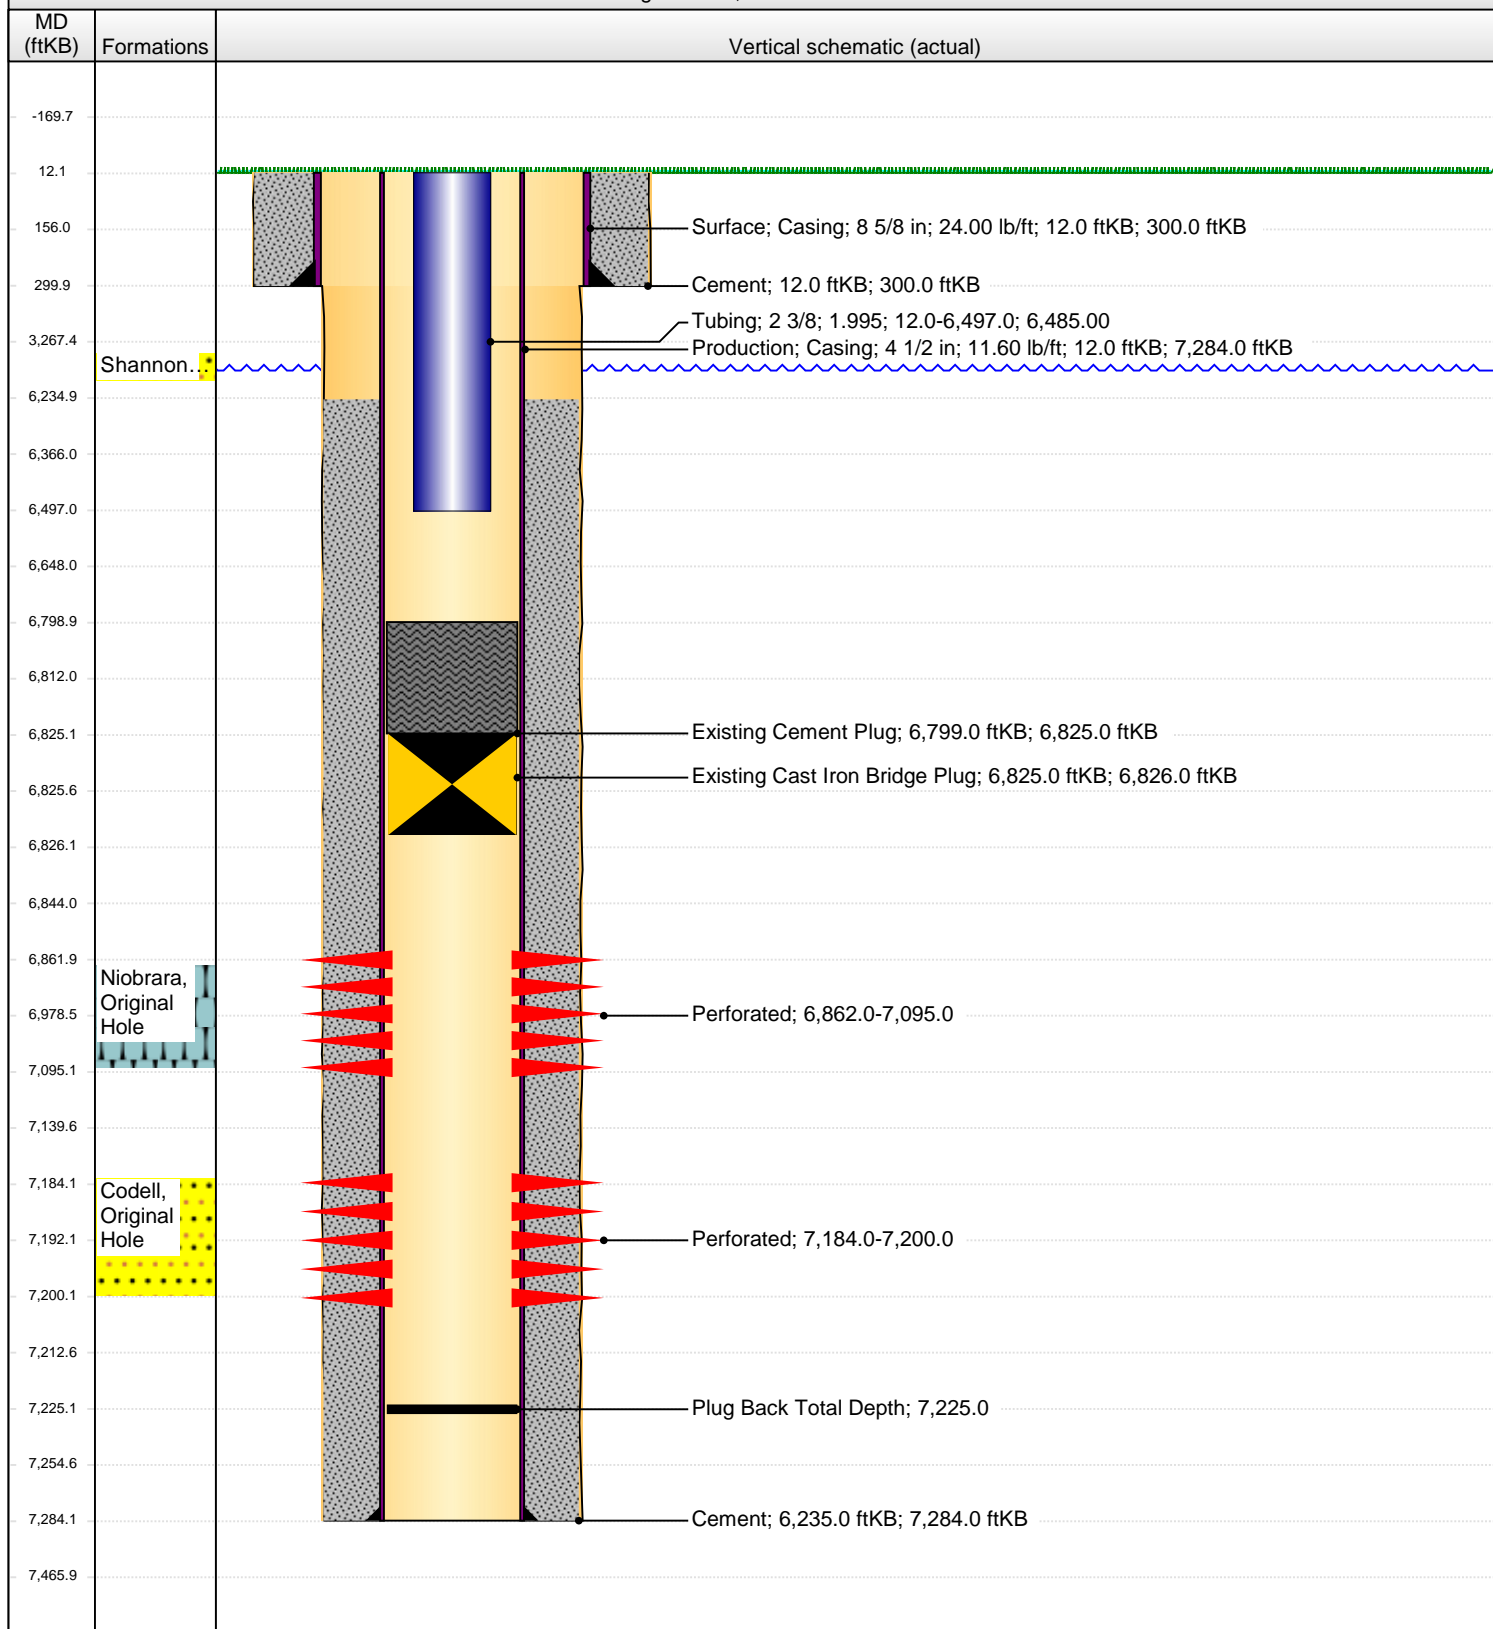 MD
(ftKB)
Formations
Vertical schematic (actual)
-169.7
12.1
156.0
Surface; Casing; 8 5/8 in; 24.00 lb/ft; 12.0 ftKB; 300.0 ftKB
299.9
Cement; 12.0 ftKB; 300.0 ftKB
Tubing; 2 3/8; 1.995; 12.0-6,497.0; 6,485.00
3,267.4
Production; Casing; 4 1/2 in; 11.60 lb/ft; 12.0 ftKB; 7,284.0 ftKB
Shannon...
6,234.9
6,366.0
6,497.0
6,648.0
6,798.9
6,812.0
6,825.1
Existing Cement Plug; 6,799.0 ftKB; 6,825.0 ftKB
Existing Cast Iron Bridge Plug; 6,825.0 ftKB; 6,826.0 ftKB
6,825.6
6,826.1
6,844.0
6,861.9
Niobrara,
Original
Hole
6,978.5
Perforated; 6,862.0-7,095.0
7,095.1
7,139.6
7,184.1
Codell,
Original
Hole
7,192.1
Perforated; 7,184.0-7,200.0
7,200.1
7,212.6
7,225.1
Plug Back Total Depth; 7,225.0
7,254.6
7,284.1
Cement; 6,235.0 ftKB; 7,284.0 ftKB
7,465.9